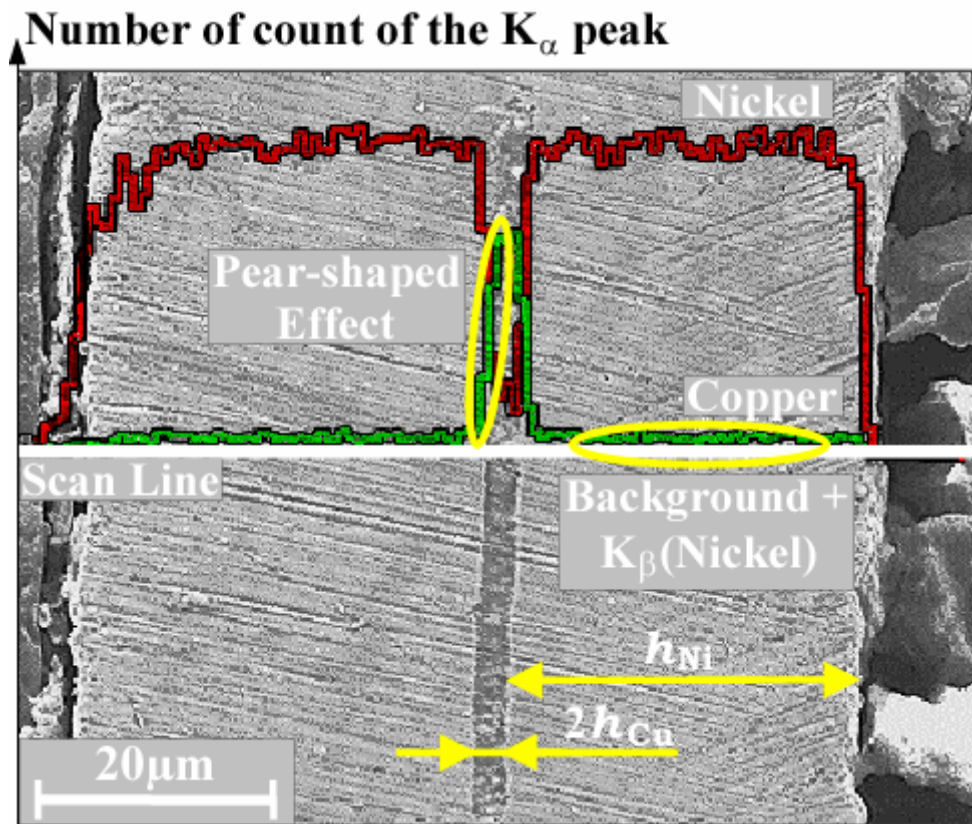 Number of count of the Kα peak
Nickel
Pear-shaped
Effect
Copper
Scan Line
Background +
Kβ(Nickel)
hNi
2hCu
20µm